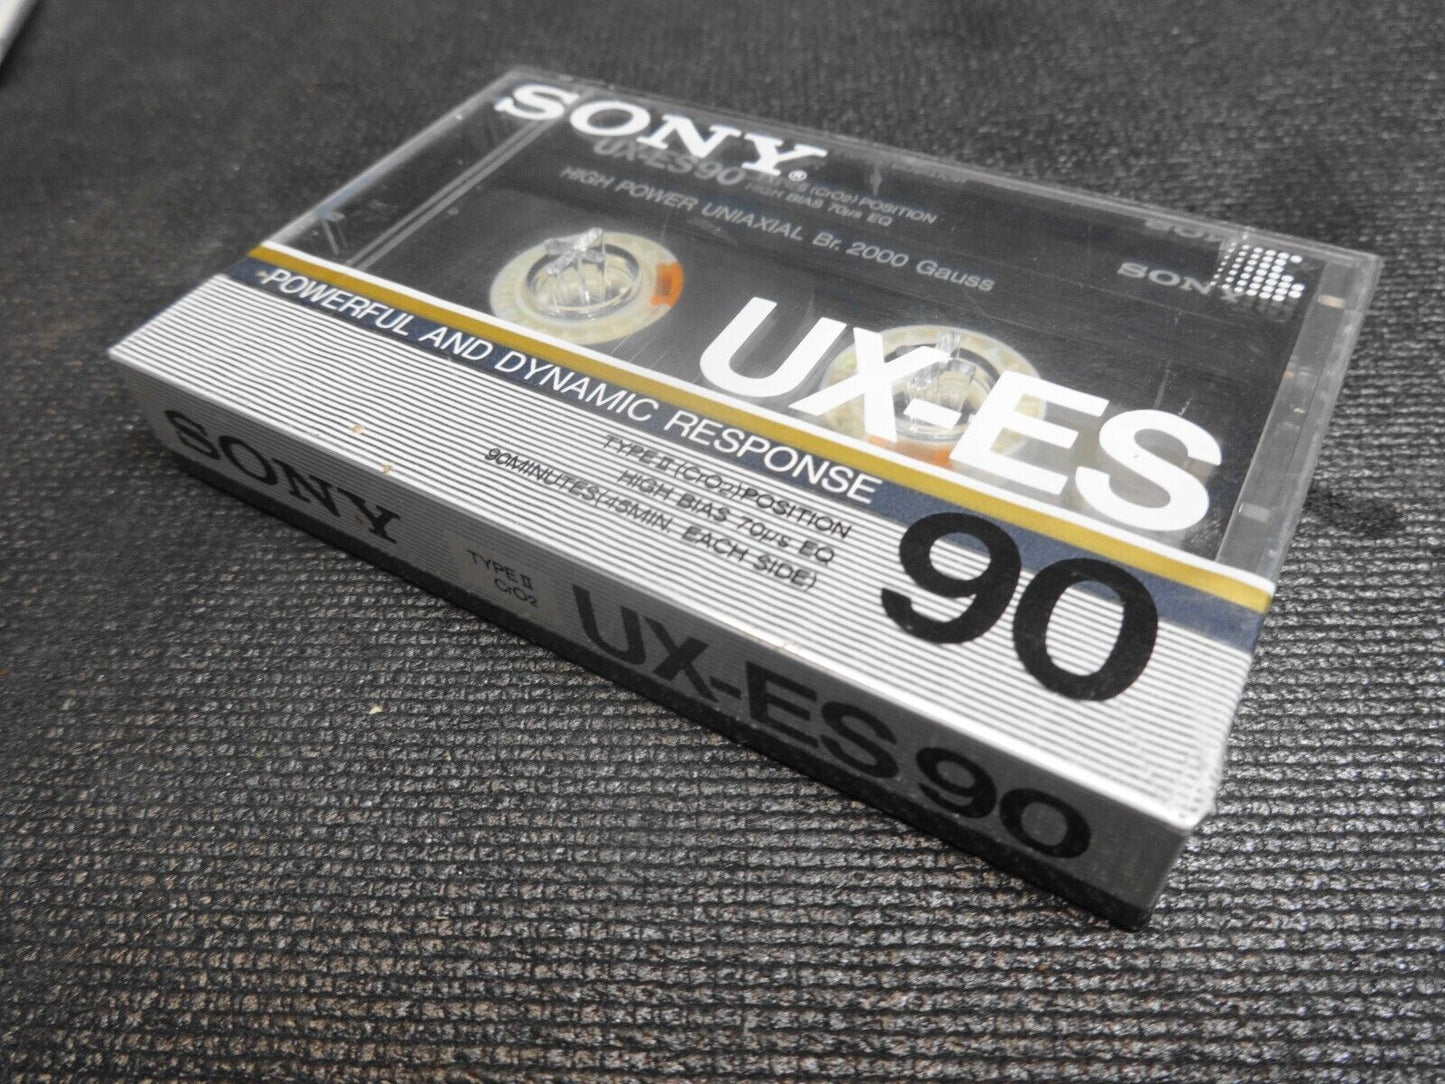 SONY®
UX-ES90
(CrO2) POSITION
HIGH BIAS 70µs EQ
HIGH POWER UNIAXIAL Br. 2000 Gauss
SONY
UX-ES
POWERFUL AND DYNAMIC RESPONSE
TYPE II (CrO2) POSITION
HIGH BIAS 70µs EQ
90MINUTES(45MIN. EACH SIDE)
90
SONY
TYPE II
CrO2
UX-ES90